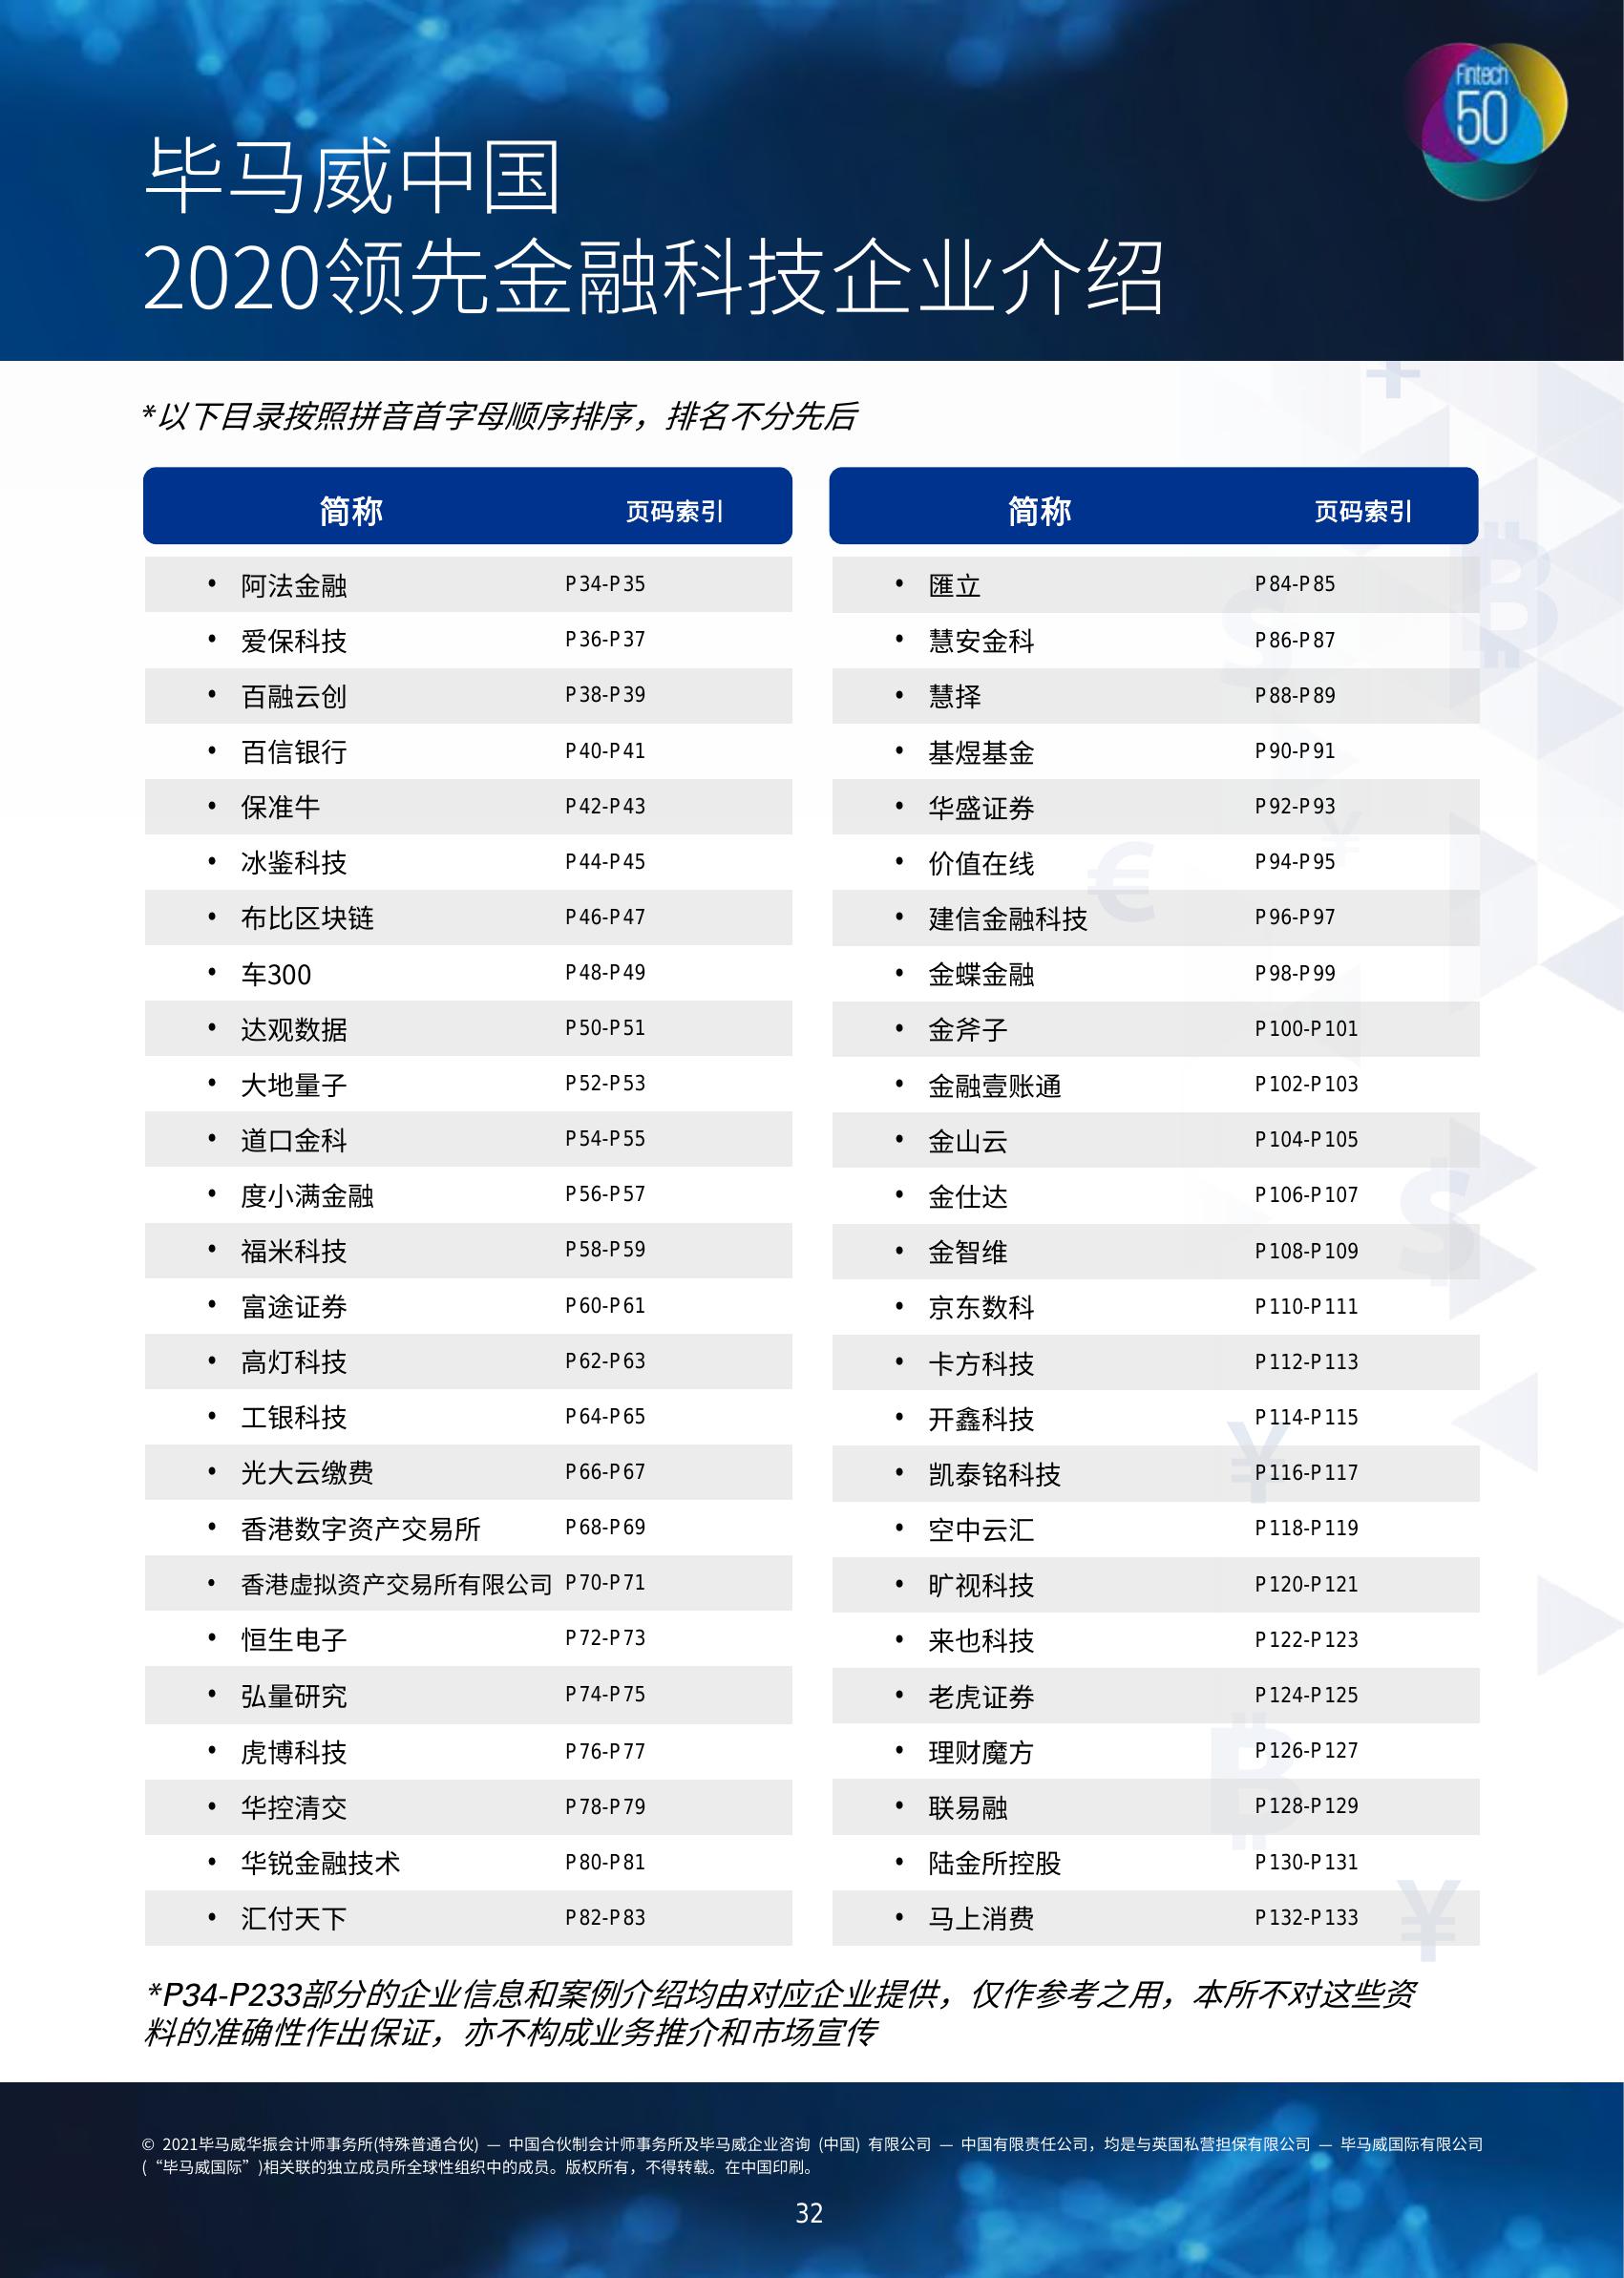 Fintech
50
毕马威中国
2020领先金融科技企业介绍
*以下目录按照拼音首字母顺序排序，排名不分先后
简称 页码索引
• 阿法金融 P34-P35
• 爱保科技 P36-P37
• 百融云创 P38-P39
• 百信银行 P40-P41
• 保准牛 P42-P43
• 冰鉴科技 P44-P45
• 布比区块链 P46-P47
• 车300 P48-P49
• 达观数据 P50-P51
• 大地量子 P52-P53
• 道口金科 P54-P55
• 度小满金融 P56-P57
• 福米科技 P58-P59
• 富途证券 P60-P61
• 高灯科技 P62-P63
• 工银科技 P64-P65
• 光大云缴费 P66-P67
• 香港数字资产交易所 P68-P69
• 香港虚拟资产交易所有限公司 P70-P71
• 恒生电子 P72-P73
• 弘量研究 P74-P75
• 虎博科技 P76-P77
• 华控清交 P78-P79
• 华锐金融技术 P80-P81
• 汇付天下 P82-P83
简称 页码索引
• 匯立 P84-P85
• 慧安金科 P86-P87
• 慧择 P88-P89
• 基煜基金 P90-P91
• 华盛证券 P92-P93
• 价值在线 P94-P95
• 建信金融科技 P96-P97
• 金蝶金融 P98-P99
• 金斧子 P100-P101
• 金融壹账通 P102-P103
• 金山云 P104-P105
• 金仕达 P106-P107
• 金智维 P108-P109
• 京东数科 P110-P111
• 卡方科技 P112-P113
• 开鑫科技 P114-P115
• 凯泰铭科技 P116-P117
• 空中云汇 P118-P119
• 旷视科技 P120-P121
• 来也科技 P122-P123
• 老虎证券 P124-P125
• 理财魔方 P126-P127
• 联易融 P128-P129
• 陆金所控股 P130-P131
• 马上消费 P132-P133
*P34-P233部分的企业信息和案例介绍均由对应企业提供，仅作参考之用，本所不对这些资
料的准确性作出保证，亦不构成业务推介和市场宣传
© 2021毕马威华振会计师事务所(特殊普通合伙) — 中国合伙制会计师事务所及毕马威企业咨询 (中国) 有限公司 — 中国有限责任公司，均是与英国私营担保有限公司 — 毕马威国际有限公司
(“毕马威国际”)相关联的独立成员所全球性组织中的成员。版权所有，不得转载。在中国印刷。
32